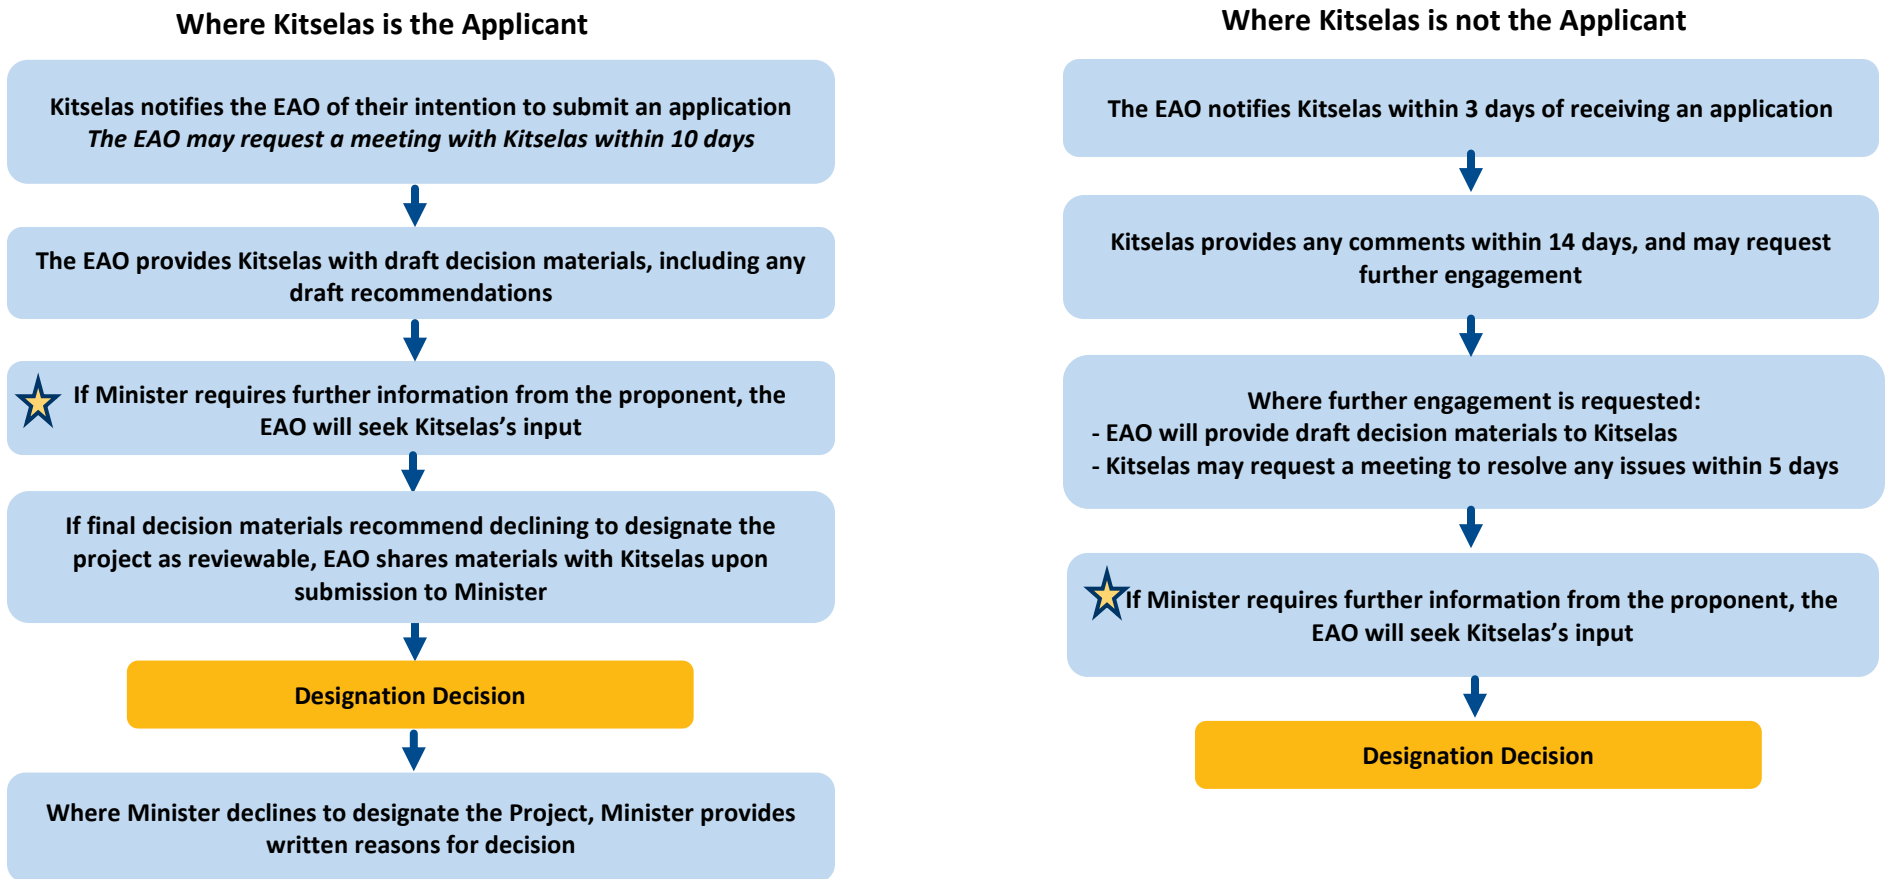 Where Kitselas is the Applicant
Kitselas notifies the EAO of their intention to submit an application
The EAO may request a meeting with Kitselas within 10 days
The EAO provides Kitselas with draft decision materials, including any
draft recommendations
If Minister requires further information from the proponent, the
EAO will seek Kitselas’s input
If final decision materials recommend declining to designate the
project as reviewable, EAO shares materials with Kitselas upon
submission to Minister
Designation Decision
Where Minister declines to designate the Project, Minister provides
written reasons for decision
Where Kitselas is not the Applicant
The EAO notifies Kitselas within 3 days of receiving an application
Kitselas provides any comments within 14 days, and may request
further engagement
Where further engagement is requested:
- EAO will provide draft decision materials to Kitselas
- Kitselas may request a meeting to resolve any issues within 5 days
If Minister requires further information from the proponent, the
EAO will seek Kitselas’s input
Designation Decision